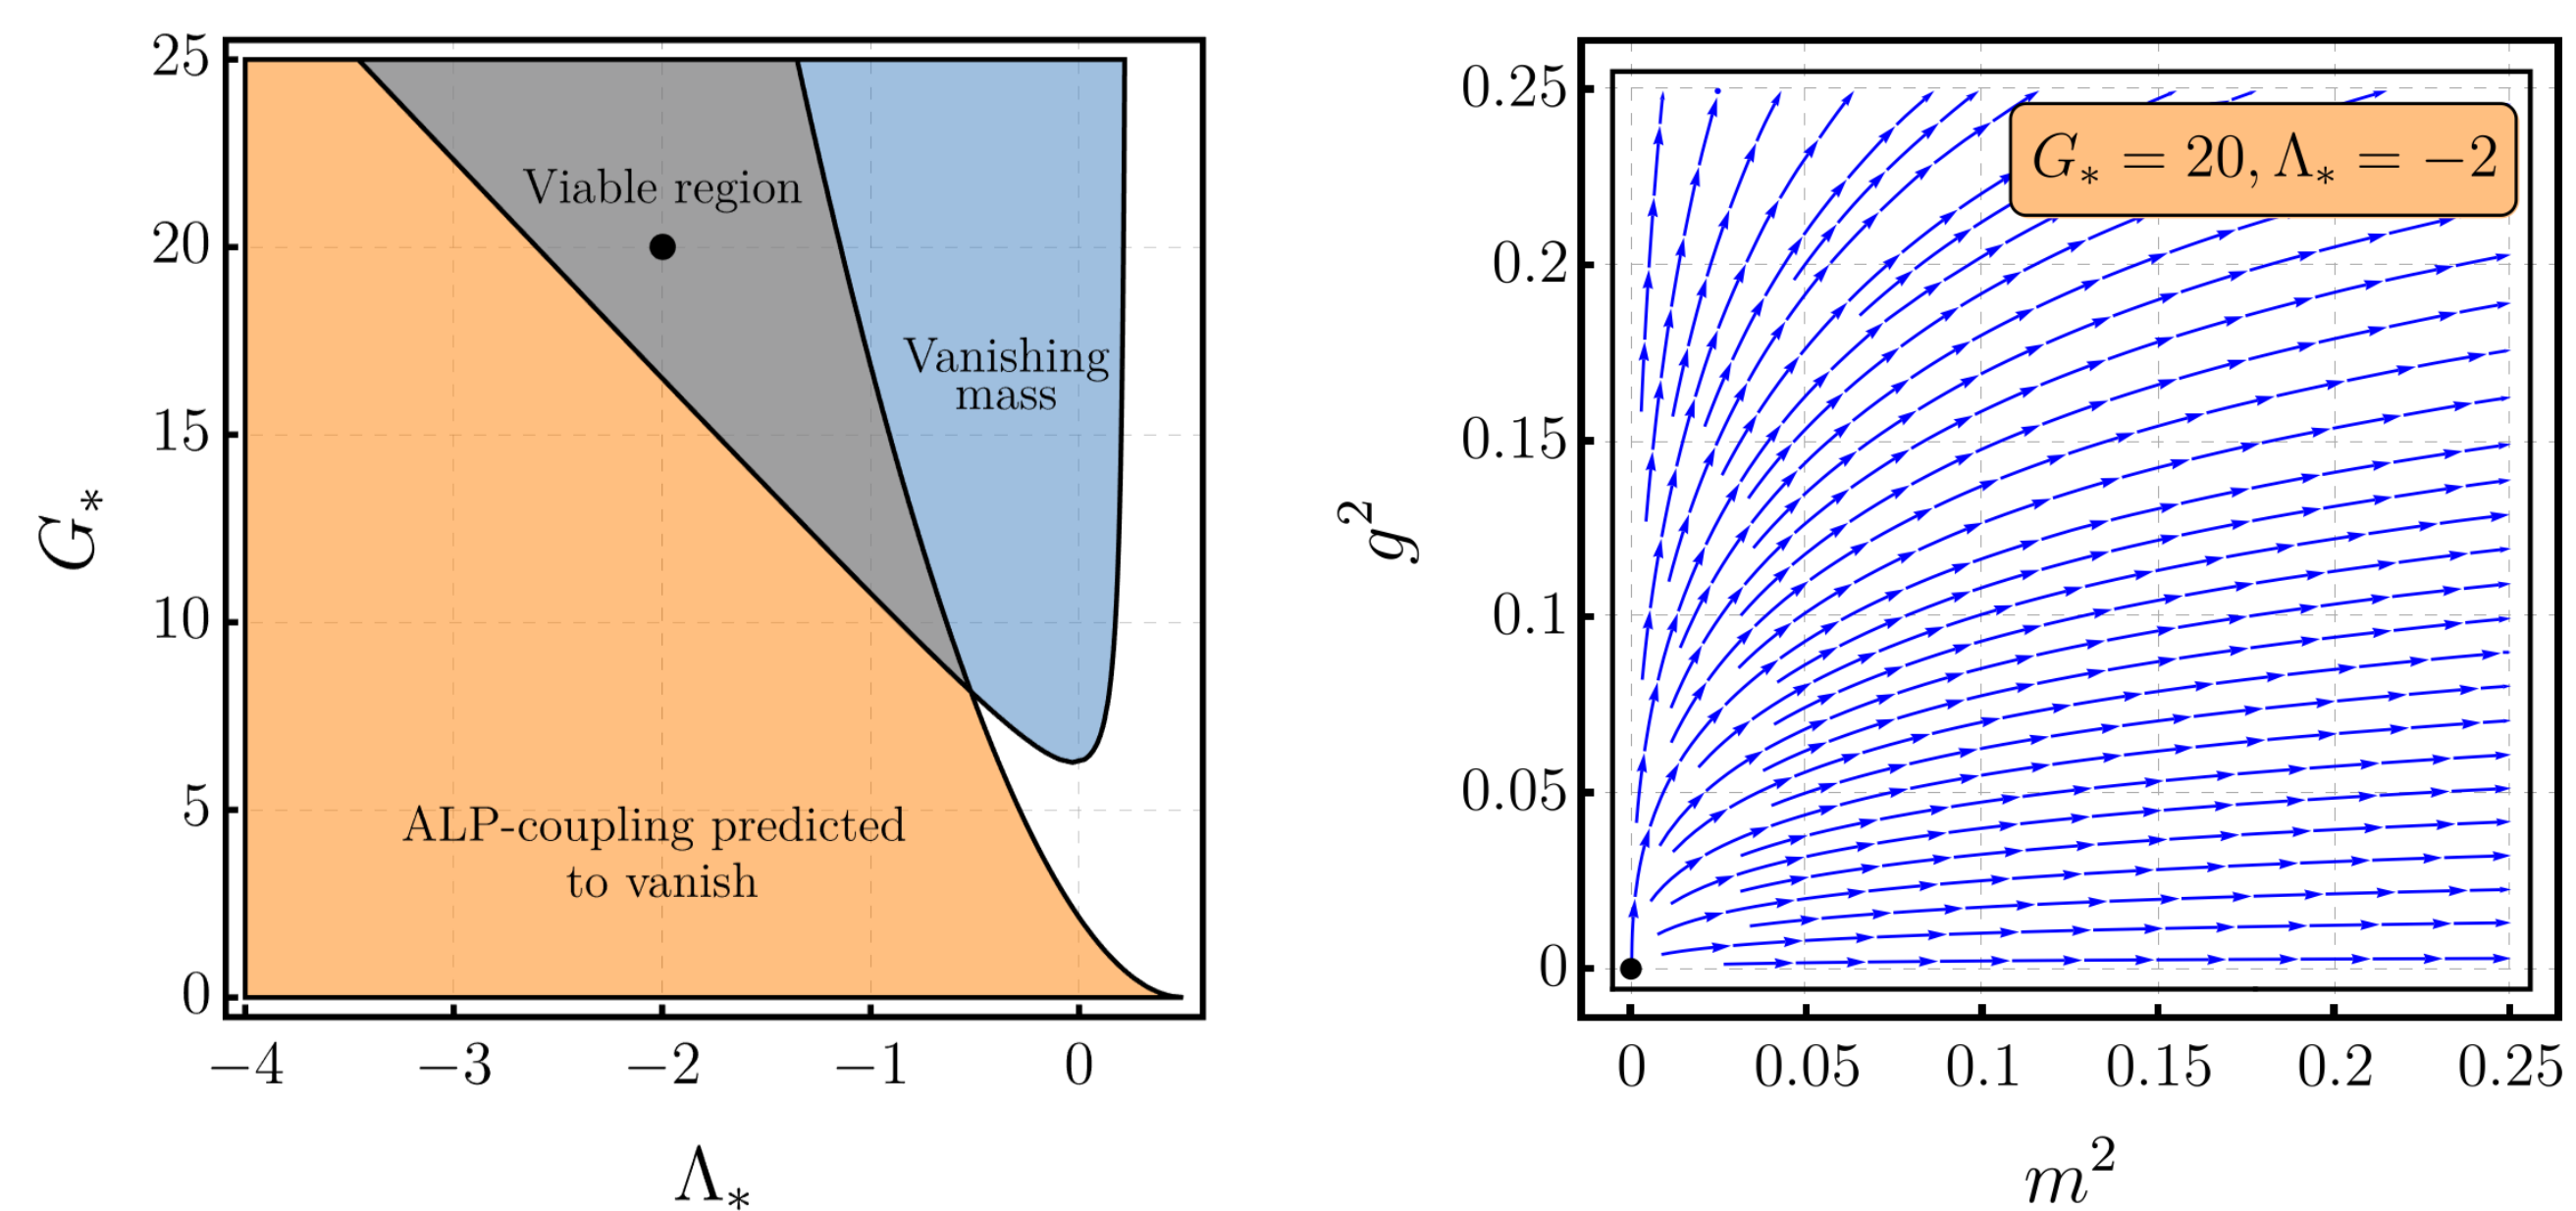 25
20
15
10
5
0
G∗
Viable region
Vanishing
mass
ALP-coupling predicted
to vanish
−4 −3 −2 −1 0
Λ∗
0.25
0.2
0.15
0.1
0.05
0
g²
G∗ = 20, Λ∗ = −2
0 0.05 0.1 0.15 0.2 0.25
m²